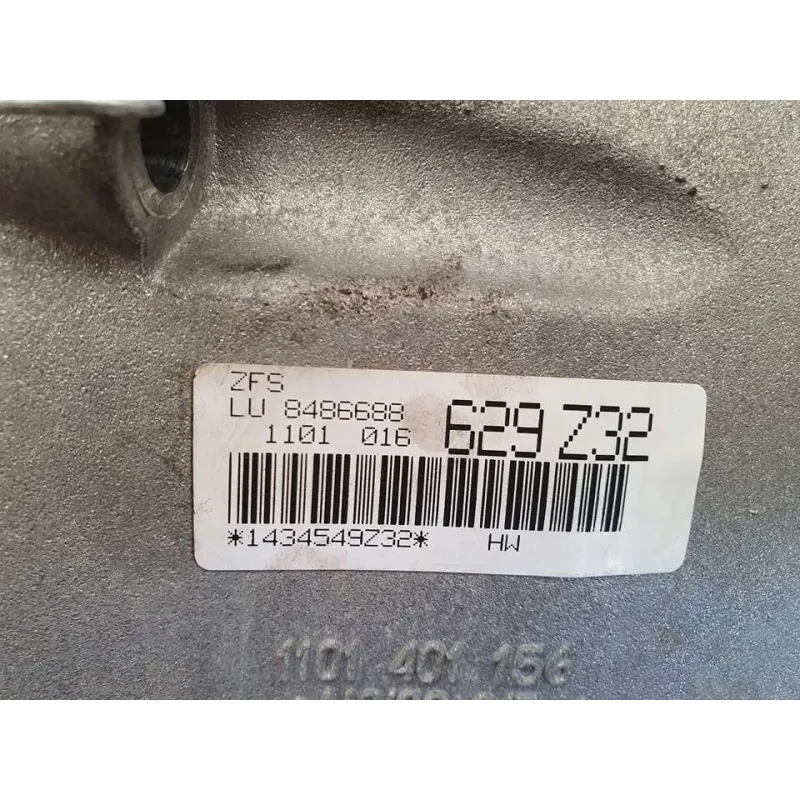 ZFS
LU 8486688
1101 016 629 Z32
*1434549Z32* HW
1101 401 156